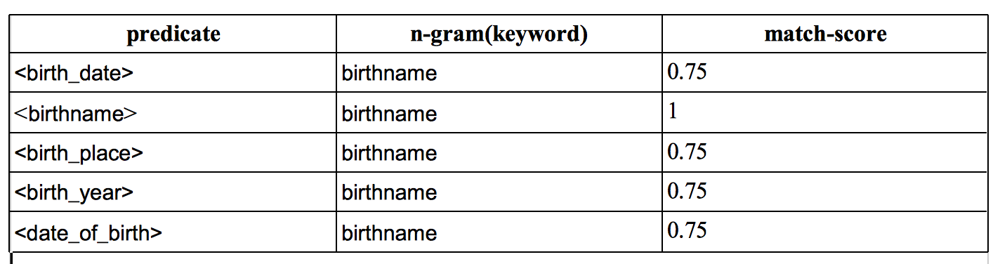 predicate n-gram(keyword) match-score
<birth_date> birthname 0.75
<birthname> birthname 1
<birth_place> birthname 0.75
<birth_year> birthname 0.75
<date_of_birth> birthname 0.75